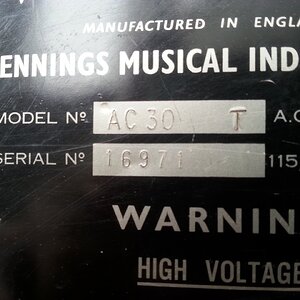 MANUFACTURED IN ENGLA
ENNINGS MUSICAL IND
MODEL Nº AC 30 T A.C
SERIAL Nº 16971 115
WARNIN
HIGH VOLTAGE